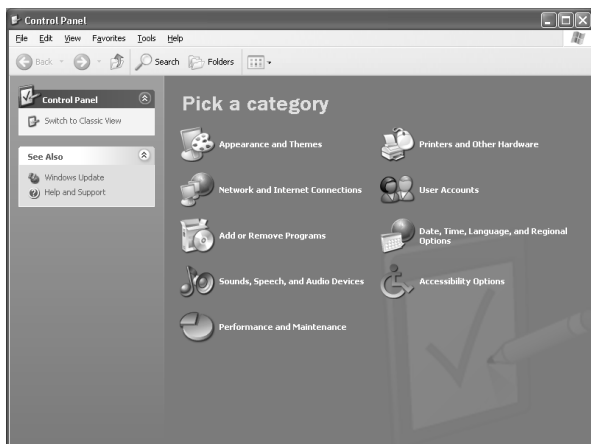 Control Panel
File Edit View Favorites Tools Help
Back Search Folders
Control Panel
Switch to Classic View
See Also
Windows Update
Help and Support
Pick a category
Appearance and Themes
Printers and Other Hardware
Network and Internet Connections
User Accounts
Add or Remove Programs
Date, Time, Language, and Regional
Options
Sounds, Speech, and Audio Devices
Accessibility Options
Performance and Maintenance